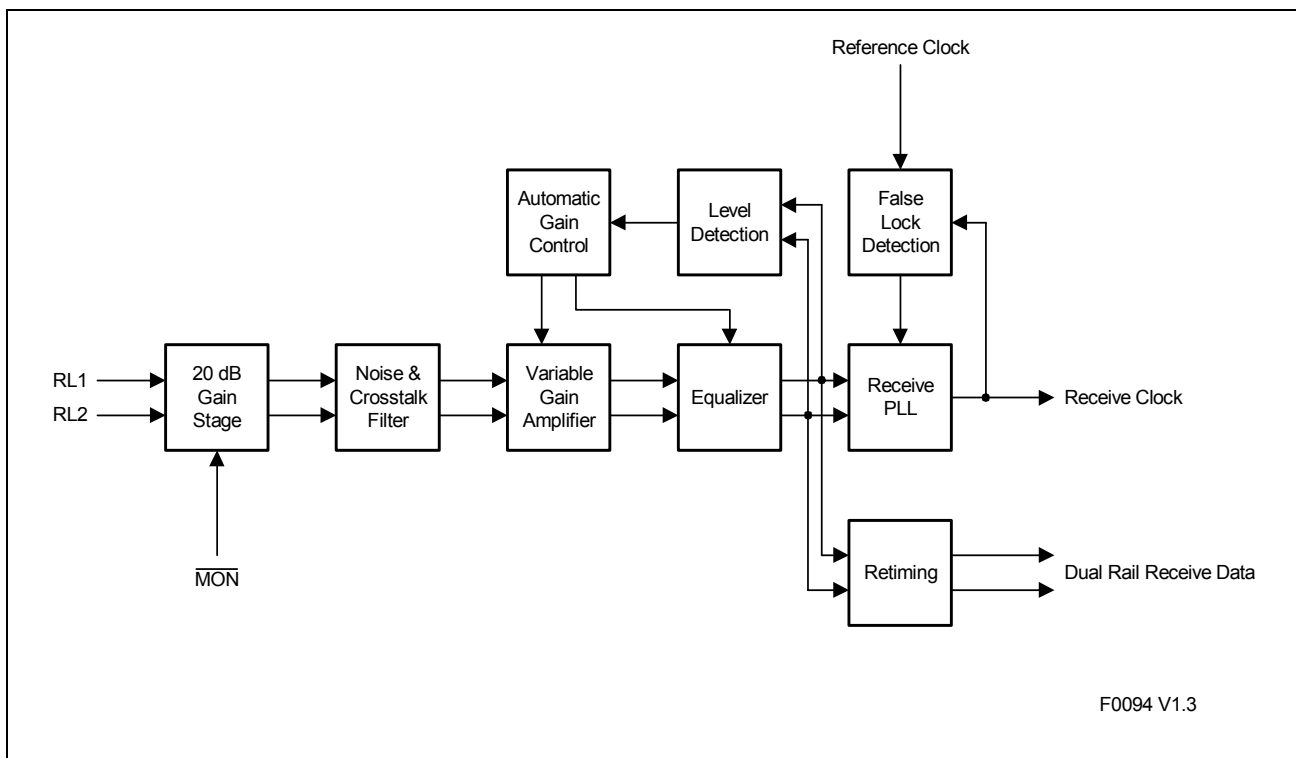 Reference Clock
Automatic
Gain
Control
Level
Detection
False
Lock
Detection
RL1
RL2
20 dB
Gain
Stage
Noise &
Crosstalk
Filter
Variable
Gain
Amplifier
Equalizer
Receive
PLL
Receive Clock
MON
Retiming
Dual Rail Receive Data
F0094 V1.3